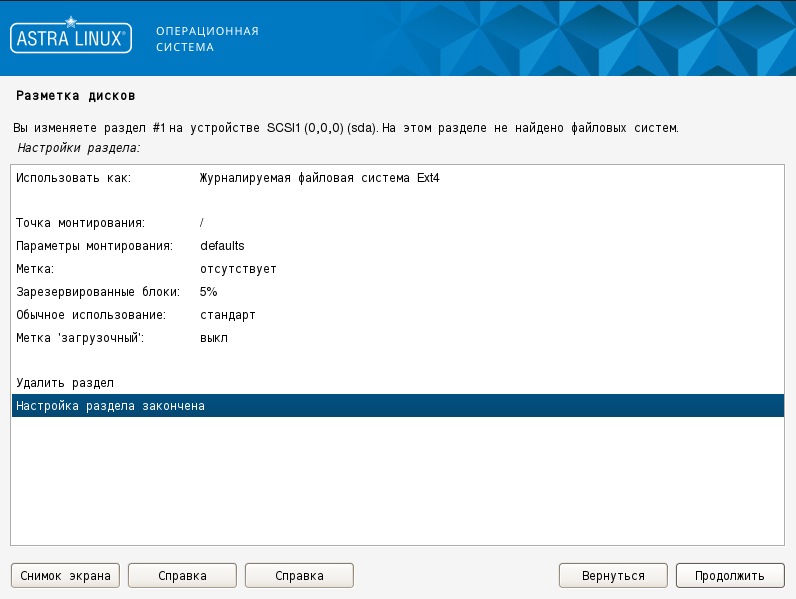 ASTRA LINUX®
ОПЕРАЦИОННАЯ
СИСТЕМА
Разметка дисков
Вы изменяете раздел #1 на устройстве SCSI1 (0,0,0) (sda). На этом разделе не найдено файловых систем.
Настройки раздела:
Использовать как: Журналируемая файловая система Ext4
Точка монтирования: /
Параметры монтирования: defaults
Метка: отсутствует
Зарезервированные блоки: 5%
Обычное использование: стандарт
Метка 'загрузочный': выкл
Удалить раздел
Настройка раздела закончена
Снимок экрана Справка Справка Вернуться Продолжить